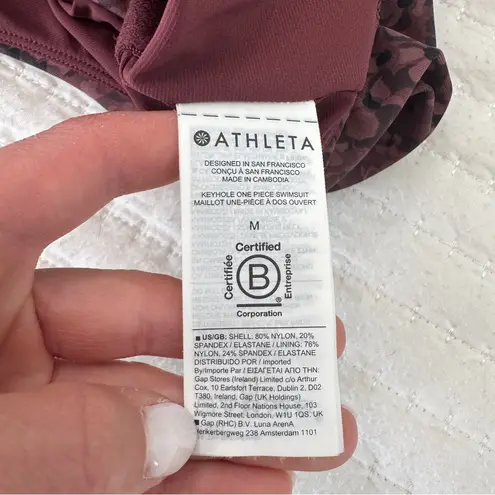 ATHLETA
DESIGNED IN SAN FRANCISCO
CONÇU À SAN FRANCISCO
MADE IN CAMBODIA
KEYHOLE ONE PIECE SWIMSUIT
MAILLOT UNE-PIÈCE À DOS OUVERT
M
Certified
Certifiée
B
Entreprise
®
Corporation
■ US/GB: SHELL: 80% NYLON, 20%
SPANDEX / ELASTANE / LINING: 76%
NYLON, 24% SPANDEX / ELASTANE
DISTRIBUIDO POR / imported
By/Importe Par / ΕΙΣΑΓΕΤΑΙ ΑΠΟ ΤΗΝ:
Gap Stores (Ireland) Limited c/o Arthur
Cox, 10 Earlsfort Terrace, Dublin 2, D02
T380, Ireland, Gap (UK Holdings)
Limited, 2nd Floor Nations House, 103
Wigmore Street, London, W1U 1QS, UK
■ Gap (RHC) B.V. Luna ArenA
Herikerbergweg 238 Amsterdam 1101